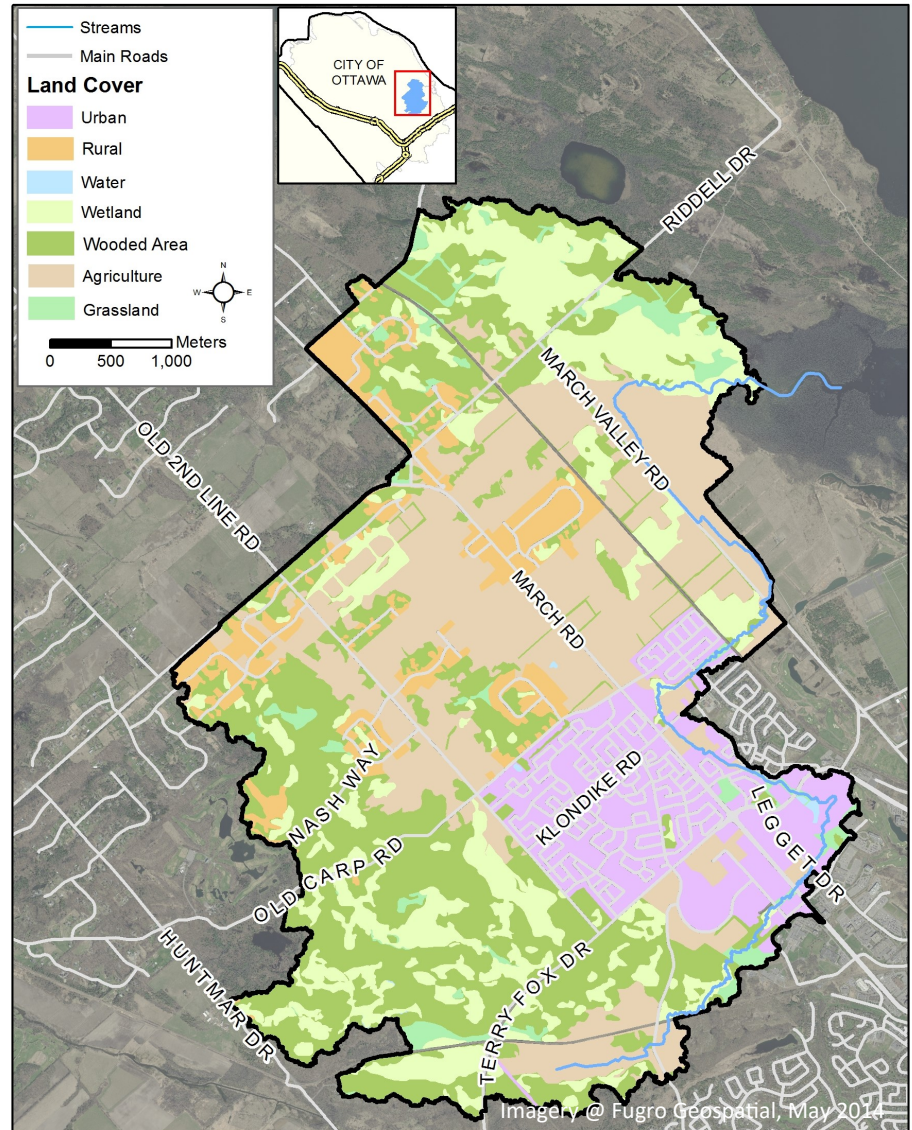 Streams
Main Roads
Land Cover
Urban
Rural
Water
Wetland
Wooded Area
Agriculture
Grassland
N
W
E
S
Meters
0 500 1,000
CITY OF
OTTAWA
RIDDELL DR
MARCH VALLEY RD
OLD 2ND LINE RD
MARCH RD
KLONDIKE RD
NASH WAY
LEGGET DR
OLD CARP RD
HUNTMAR DR
TERRY FOX DR
Imagery @ Fugro Geospatial, May 2014